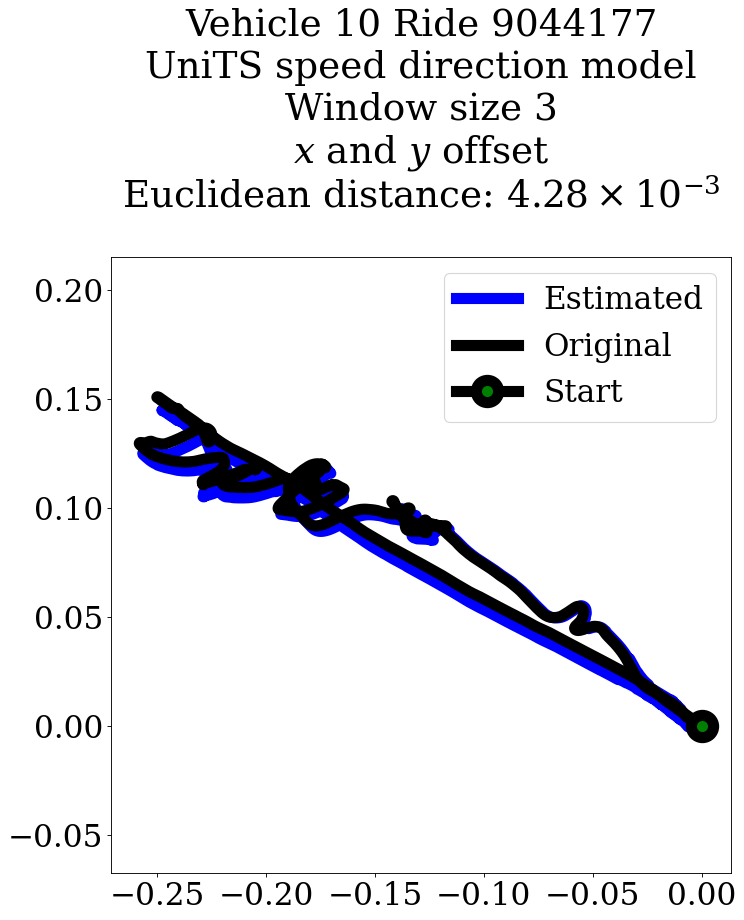 Vehicle 10 Ride 9044177
UniTS speed direction model
Window size 3
x and y offset
Euclidean distance: 4.28 × 10⁻³
Estimated
Original
Start
0.20
0.15
0.10
0.05
0.00
−0.05
−0.25 −0.20 −0.15 −0.10 −0.05 0.00